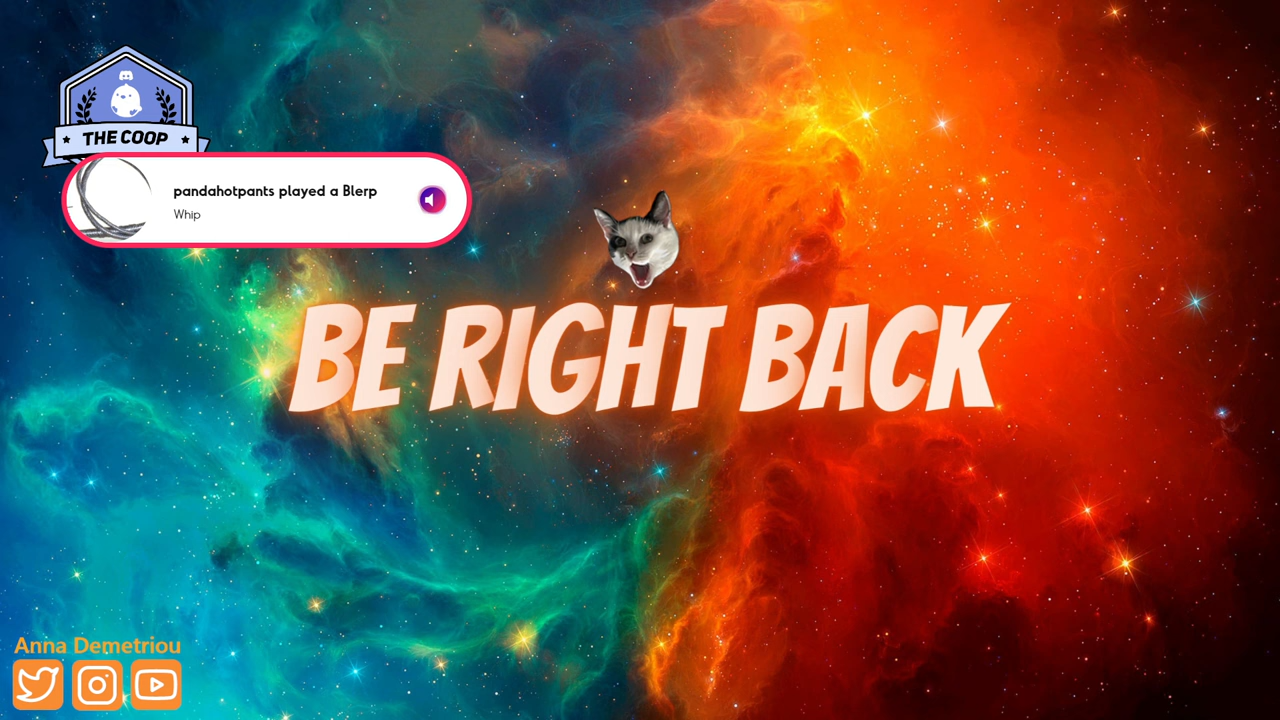 THE COOP
pandahotpants played a Blerp
Whip
BE RIGHT BACK
Anna Demetriou